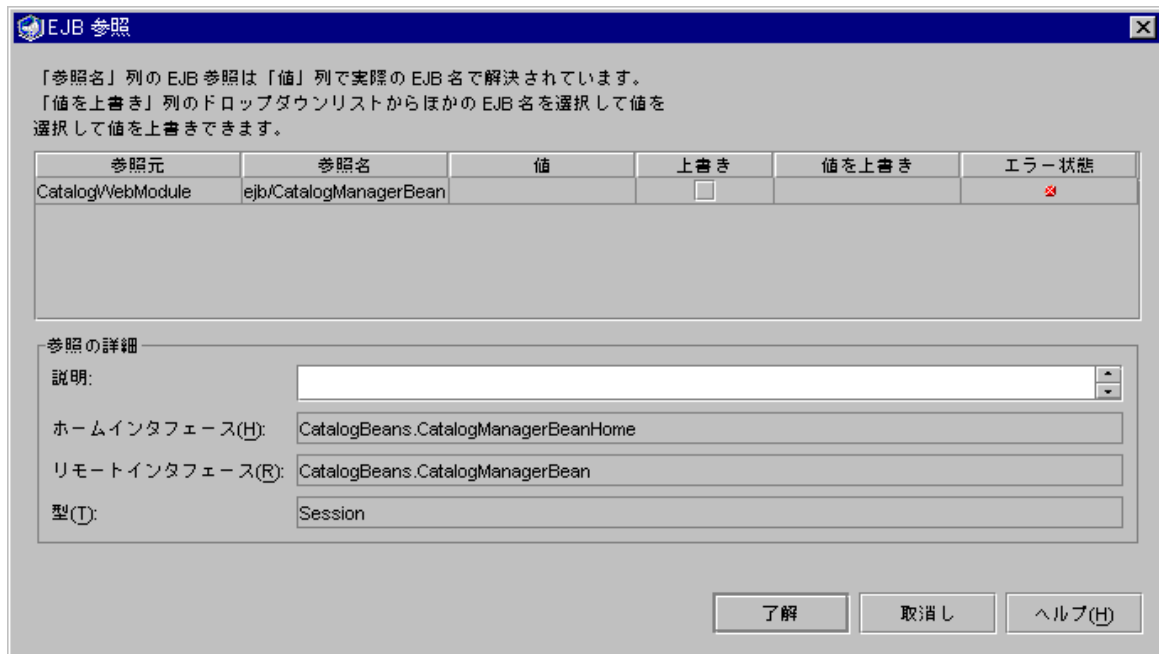 EJB 参照
「参照名」列の EJB 参照は「値」列で実際の EJB 名で解決されています。
「値を上書き」列のドロップダウンリストからほかの EJB 名を選択して値を
選択して値を上書きできます。
参照元 参照名 値 上書き 値を上書き エラー状態
CatalogWebModule ejb/CatalogManagerBean
参照の詳細
説明:
ホームインタフェース(H): CatalogBeans.CatalogManagerBeanHome
リモートインタフェース(R): CatalogBeans.CatalogManagerBean
型(T): Session
了解 取消し ヘルプ(H)